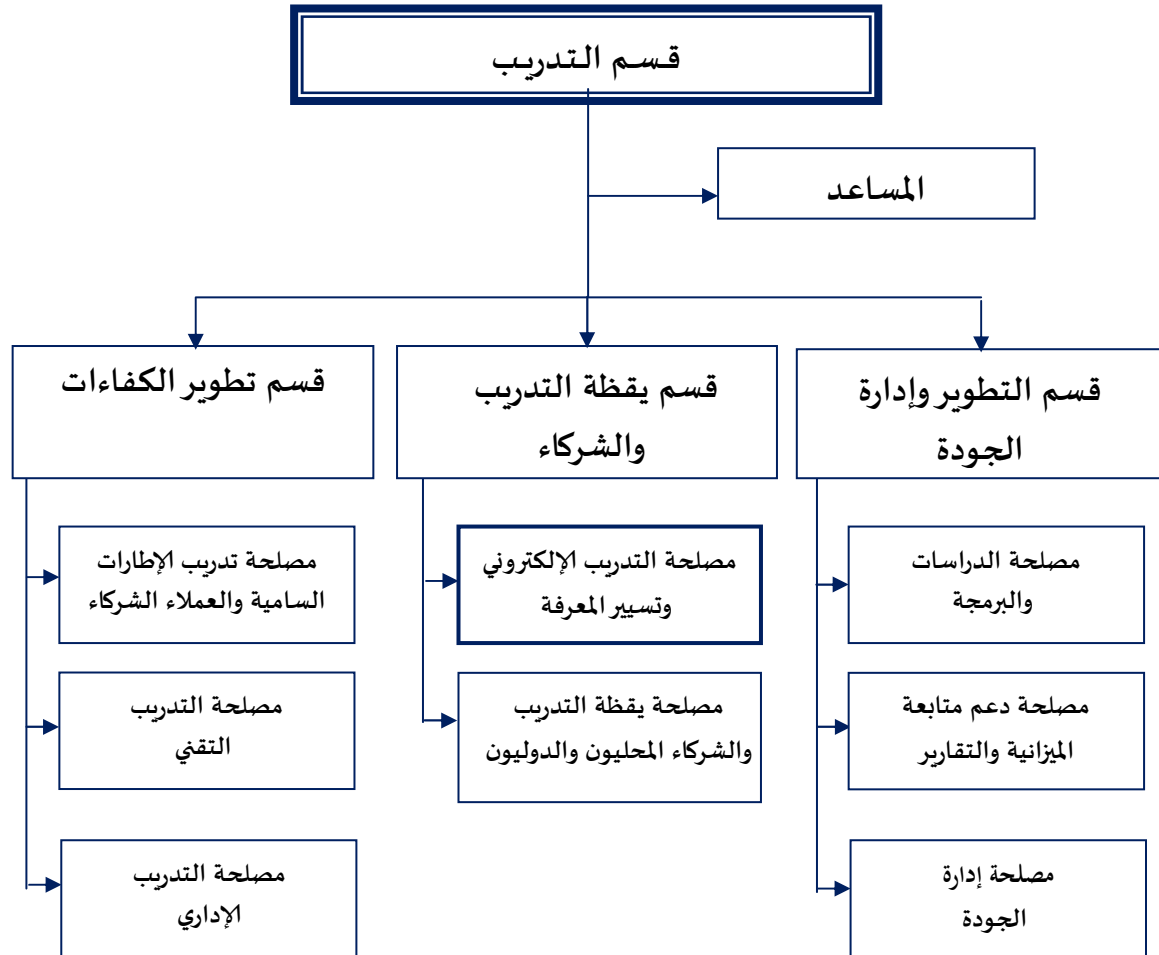 قسم التدريب
المساعد
قسم التطوير وإدارة
الجودة
قسم يقظة التدريب
والشركاء
قسم تطوير الكفاءات
مصلحة الدراسات
والبرمجة
مصلحة دعم متابعة
الميزانية والتقارير
مصلحة إدارة
الجودة
مصلحة التدريب الإلكتروني
وتسيير المعرفة
مصلحة يقظة التدريب
والشركاء المحليون والدوليون
مصلحة تدريب الإطارات
السامية والعملاء الشركاء
مصلحة التدريب
التقني
مصلحة التدريب
الإداري